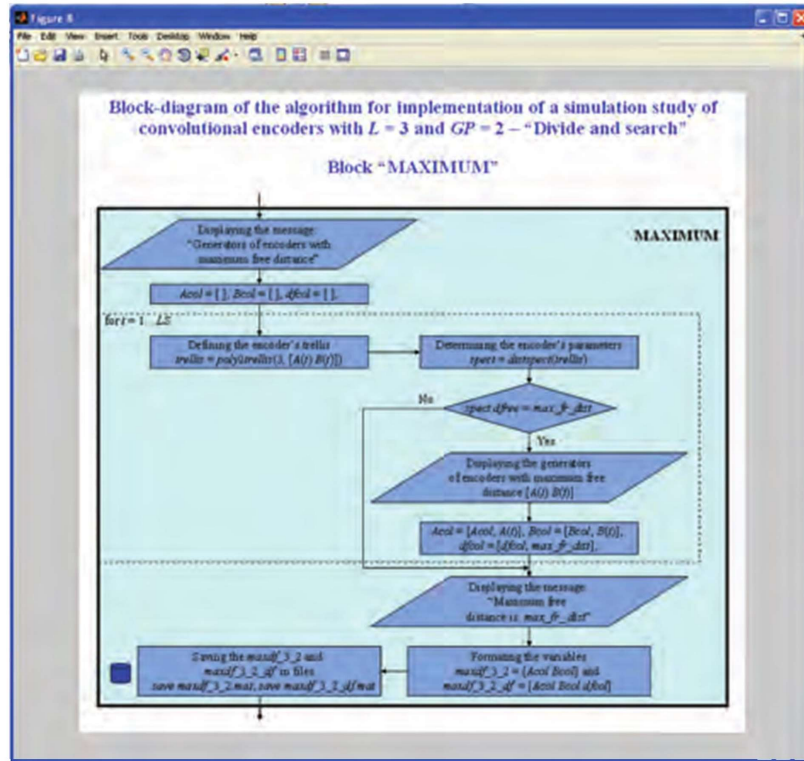 Figure 8
File Edit View Insert Tools Desktop Window Help
Block-diagram of the algorithm for implementation of a simulation study of
convolutional encoders with L = 3 and GP = 2 – “Divide and search”
Block “MAXIMUM”
MAXIMUM
Displaying the message:
“Generators of encoders with
maximum free distance”
Acol = [ ], Bcol = [ ], dfcol = [ ],
for t = 1 LS
Defining the encoder's trellis
trellis = poly2trellis(3, [A(t) B(t)])
Determining the encoder's parameters
spect = distspect(trellis)
spect dfree = max_fr_dist
No
Yes
Displaying the generators
of encoders with maximum free
distance [A(t) B(t)]
Acol = [Acol, A(t)], Bcol = [Bcol, B(t)],
dfcol = [dfcol, max_fr_dist],
Displaying the message
“Maximum free
distance is max_fr_dist”
Formating the variables
maxdf_3_2 = [Acol Bcol] and
maxdf_3_2_df = [Acol Bcol dfcol]
Saving the maxdf_3_2 and
maxdf_3_2_df in files
save maxdf_3_2.mat, save maxdf_3_2_df.mat